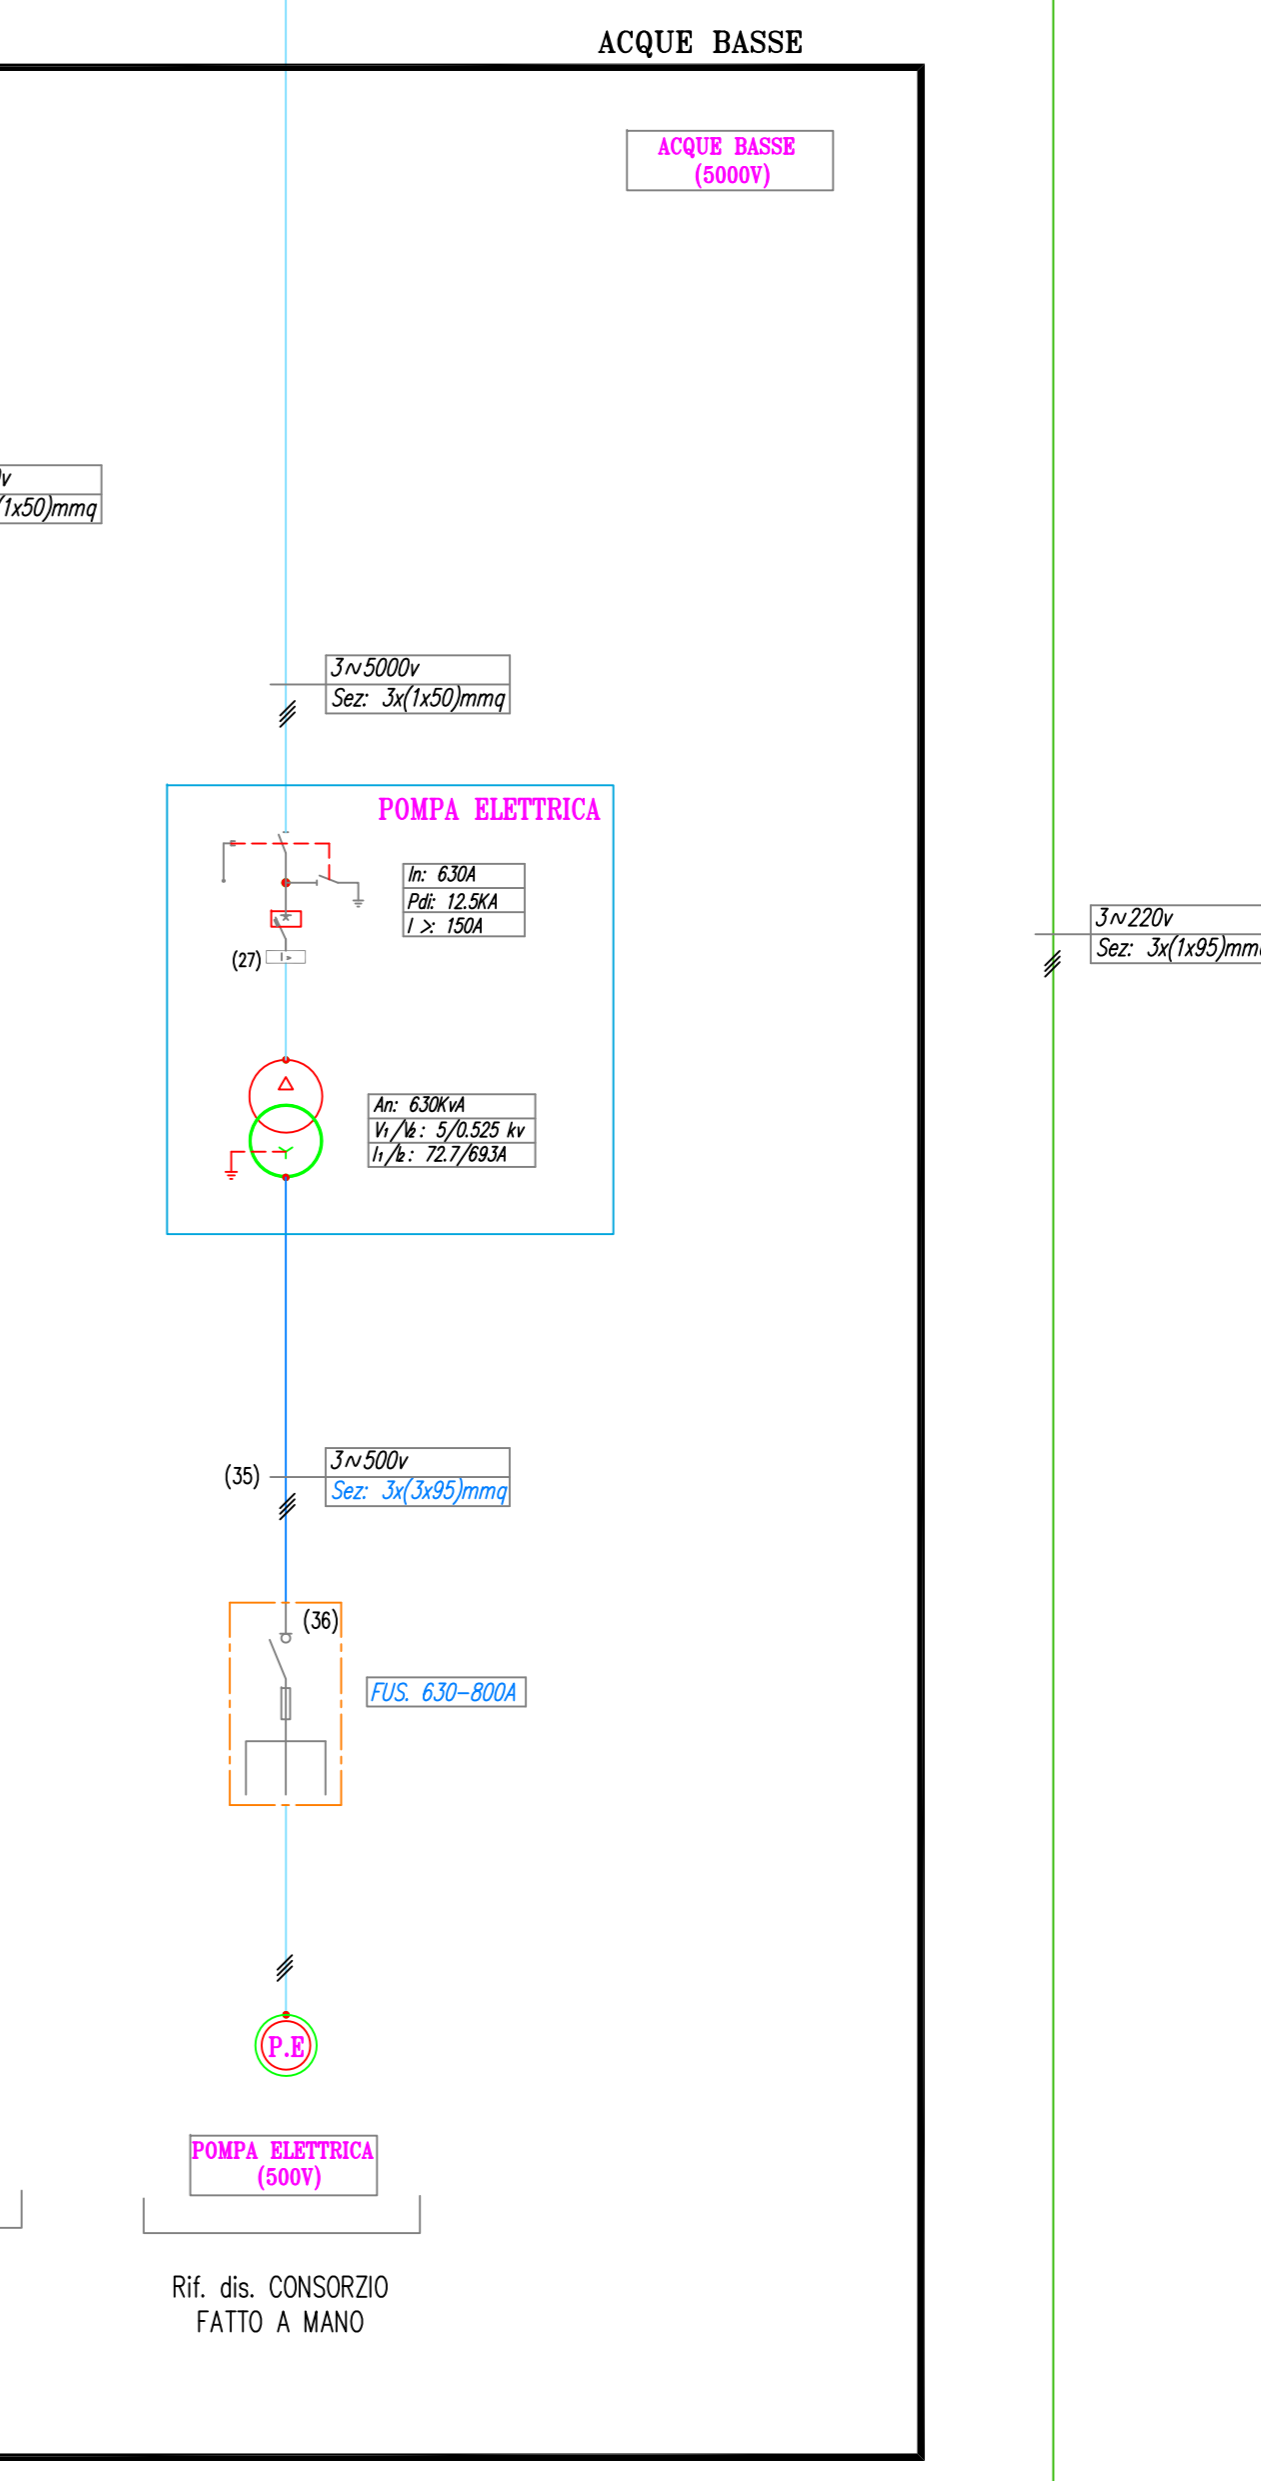 ACQUE BASSE
ACQUE BASSE
(5000V)
v
(1x50)mmq
3~5000v
Sez: 3x(1x50)mmq
POMPA ELETTRICA
In: 630A
Pdi: 12.5KA
I >: 150A
(27)
I >
3~220v
Sez: 3x(1x95)mm
An: 630KvA
V1/V2: 5/0.525 kv
I1/I2: 72.7/693A
(35)
3~500v
Sez: 3x(3x95)mmq
(36)
FUS. 630-800A
P.E
POMPA ELETTRICA
(500V)
Rif. dis. CONSORZIO
FATTO A MANO